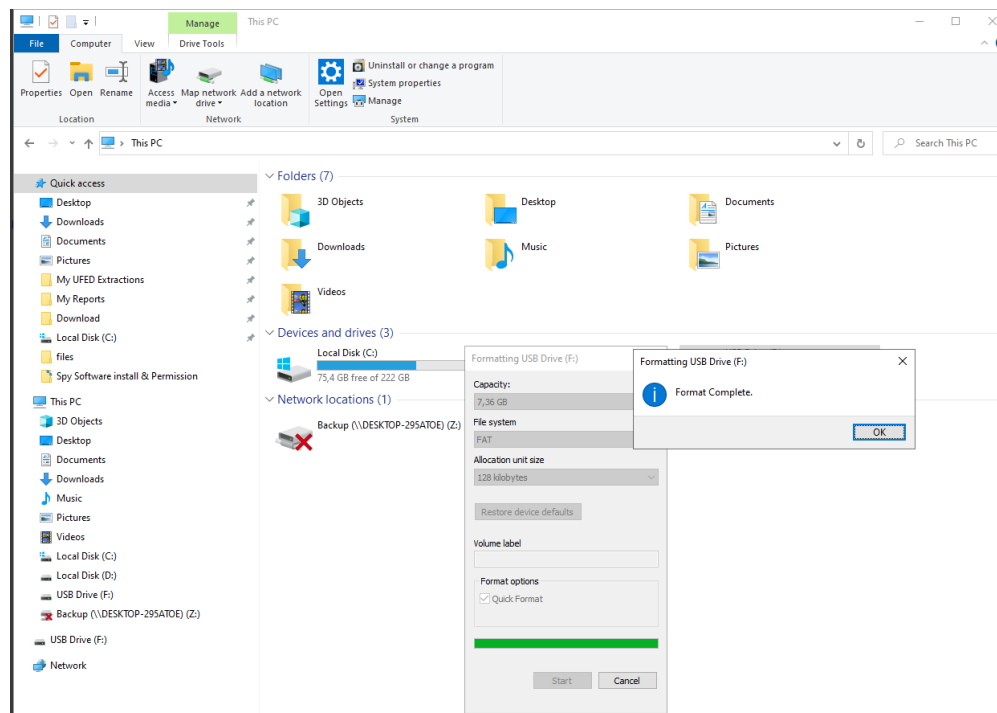 Manage
This PC
File
Computer
View
Drive Tools
Properties
Open
Rename
Access media
Map network drive
Add a network location
Open Settings
Uninstall or change a program
System properties
Manage
Location
Network
System
This PC
Search This PC
Quick access
Desktop
Downloads
Documents
Pictures
My UFED Extractions
My Reports
Download
Local Disk (C:)
files
Spy Software install & Permission
This PC
3D Objects
Desktop
Documents
Downloads
Music
Pictures
Videos
Local Disk (C:)
Local Disk (D:)
USB Drive (F:)
Backup (\\DESKTOP-295ATOE) (Z:)
USB Drive (F:)
Network
Folders (7)
3D Objects
Desktop
Documents
Downloads
Music
Pictures
Videos
Devices and drives (3)
Local Disk (C:)
75,4 GB free of 222 GB
Network locations (1)
Backup (\\DESKTOP-295ATOE) (Z:)
Formatting USB Drive (F:)
Capacity:
7,36 GB
File system
FAT
Allocation unit size
128 kilobytes
Restore device defaults
Volume label
Format options
Quick Format
Start
Cancel
Formatting USB Drive (F:)
Format Complete.
OK